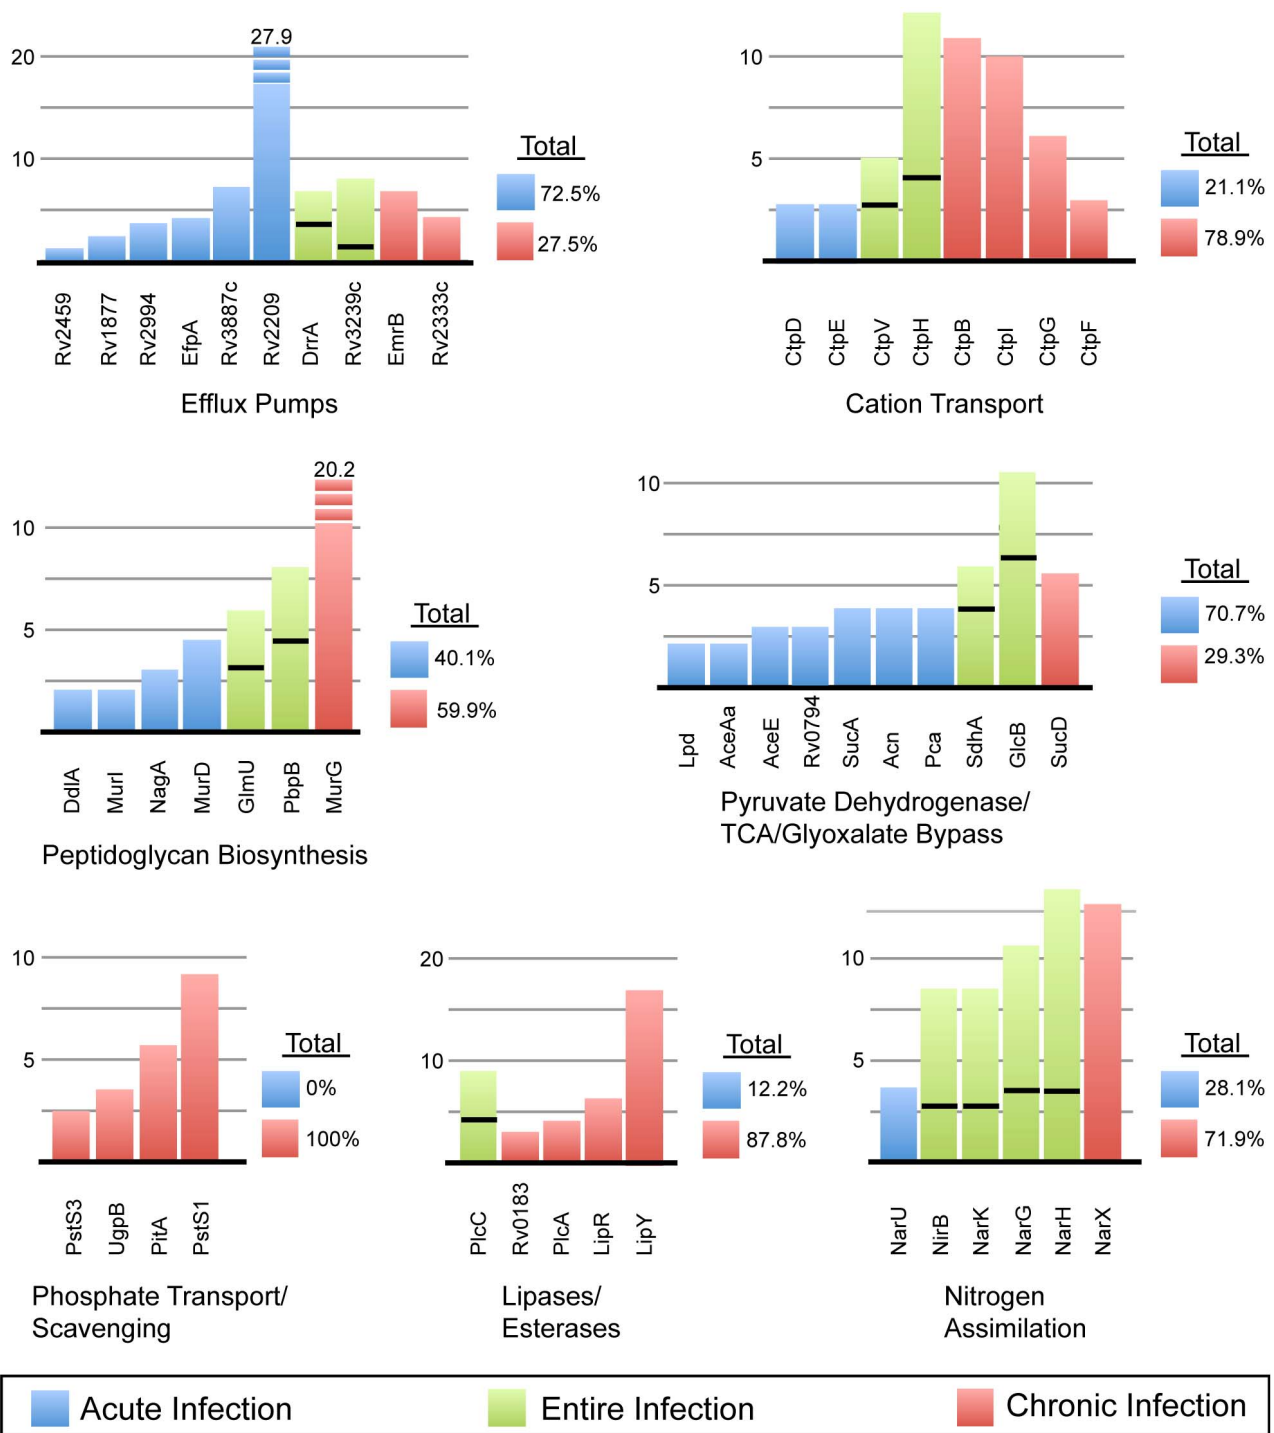 27.9
20
10
Total
72.5%
27.5%
Rv2459
Rv1877
Rv2994
EfpA
Rv3887c
Rv2209
DrrA
Rv3239c
EmrB
Rv2333c
Efflux Pumps
10
5
Total
21.1%
78.9%
CtpD
CtpE
CtpV
CtpH
CtpB
CtpI
CtpG
CtpF
Cation Transport
20.2
10
5
Total
40.1%
59.9%
DdlA
MurI
NagA
MurD
GlmU
PbpB
MurG
Peptidoglycan Biosynthesis
10
5
Total
70.7%
29.3%
Lpd
AceAa
AceE
Rv0794
SucA
Acn
Pca
SdhA
GlcB
SucD
Pyruvate Dehydrogenase/
TCA/Glyoxalate Bypass
10
5
Total
0%
100%
PstS3
UgpB
PitA
PstS1
Phosphate Transport/
Scavenging
20
10
Total
12.2%
87.8%
PlcC
Rv0183
PlcA
LipR
LipY
Lipases/
Esterases
10
5
Total
28.1%
71.9%
NarU
NirB
NarK
NarG
NarH
NarX
Nitrogen
Assimilation
Acute Infection
Entire Infection
Chronic Infection